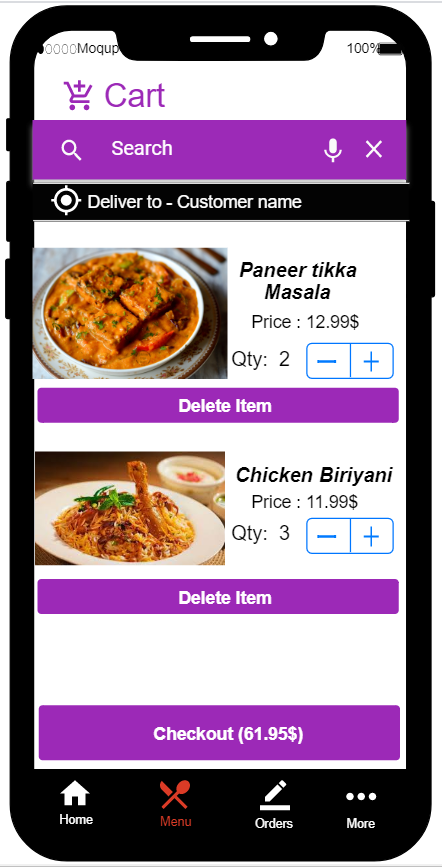 Moqup 100%
Cart
Search
Deliver to - Customer name
Paneer tikka
Masala
Price : 12.99$
Qty: 2
Delete Item
Chicken Biriyani
Price : 11.99$
Qty: 3
Delete Item
Checkout (61.95$)
Home Menu Orders More